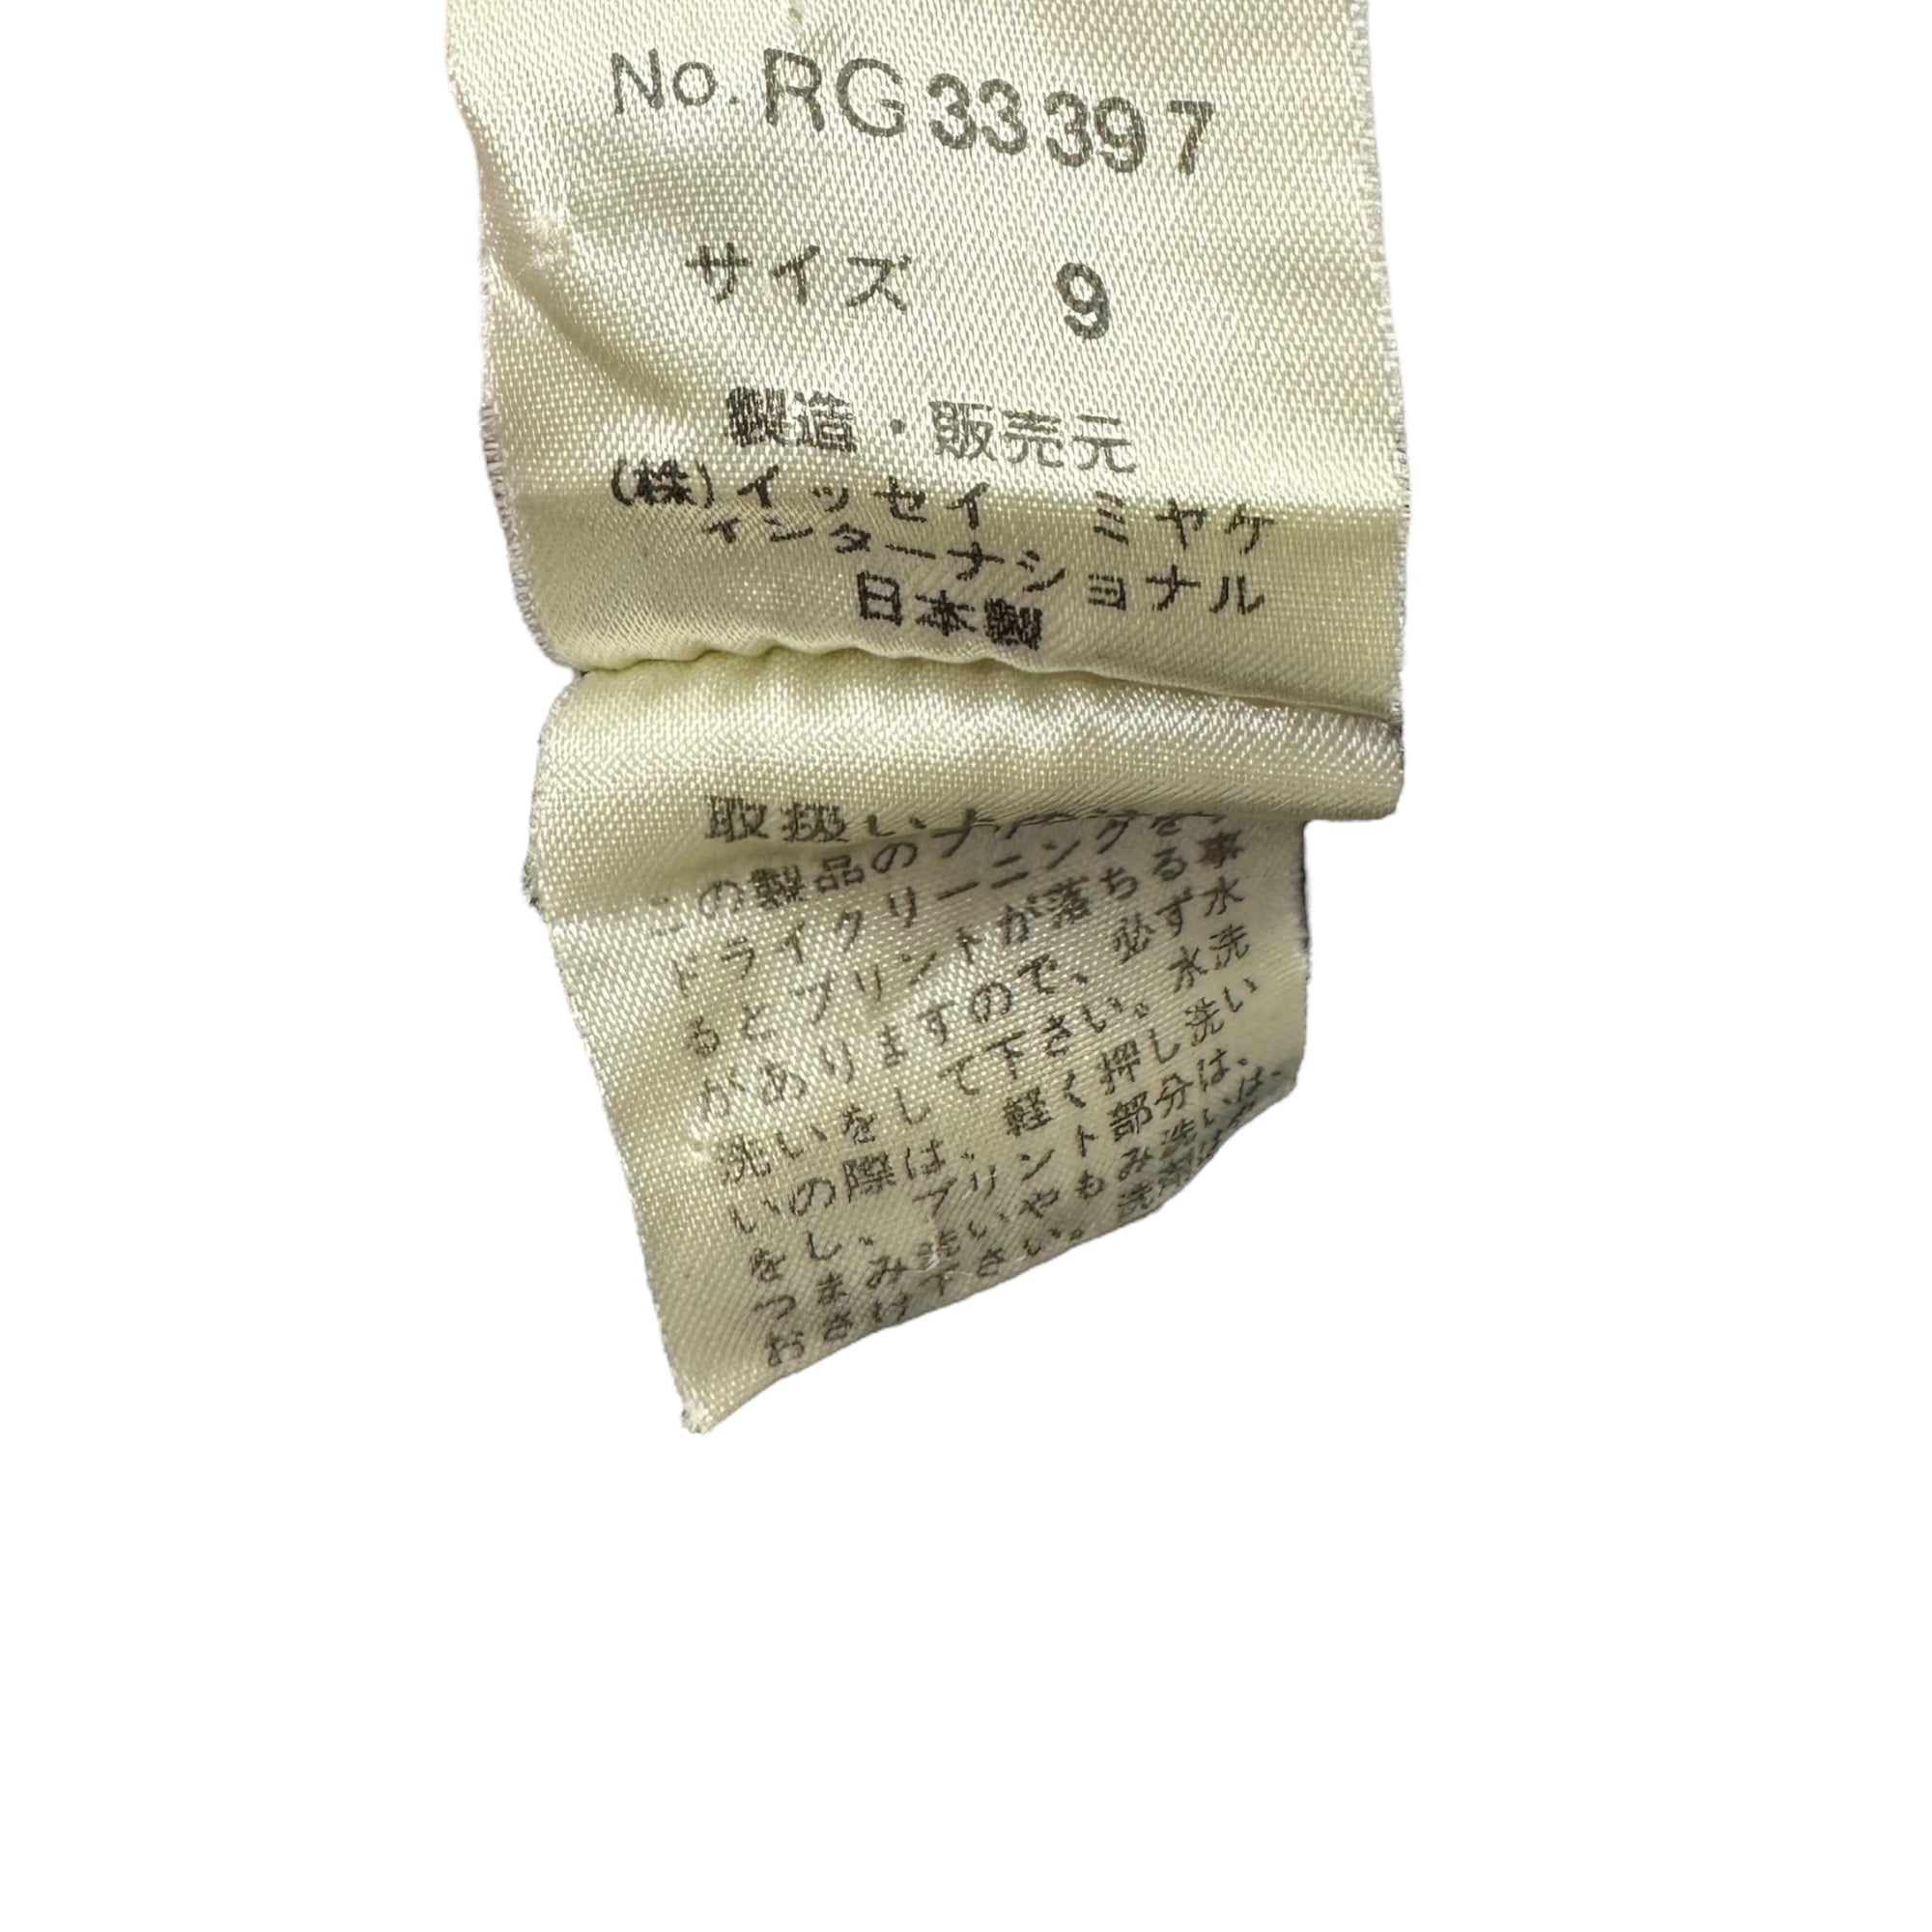 No. RG33397
サイズ 9
製造・販売元
(株)イッセイ ミヤケ
インターナショナル
日本製
取扱い
この製品の
ドライクリーニングをす
るとプリントが落ちる事
がありますので、必ず水
洗いをして下さい。水洗
いの際は、軽く押し洗い
をし、プリント部分は、
つまみ洗いやもみ洗いは、
おさけ下さい。洗剤は